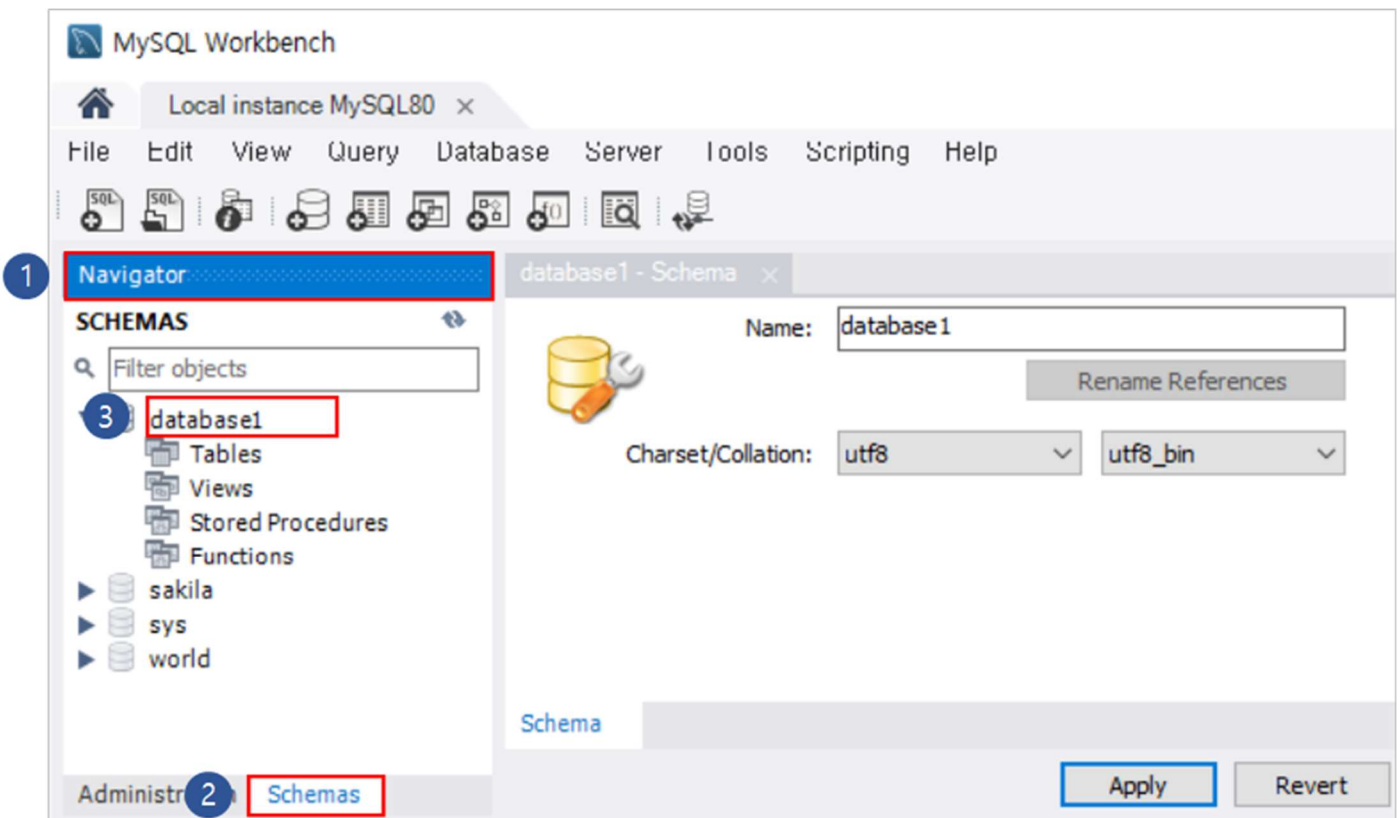 MySQL Workbench
Local instance MySQL80
File Edit View Query Database Server Tools Scripting Help
1
Navigator
database1 - Schema
SCHEMAS
Name: database1
Filter objects
Rename References
3
database1
Charset/Collation: utf8 utf8_bin
Tables
Views
Stored Procedures
Functions
sakila
sys
world
Schema
2
Schemas
Apply Revert